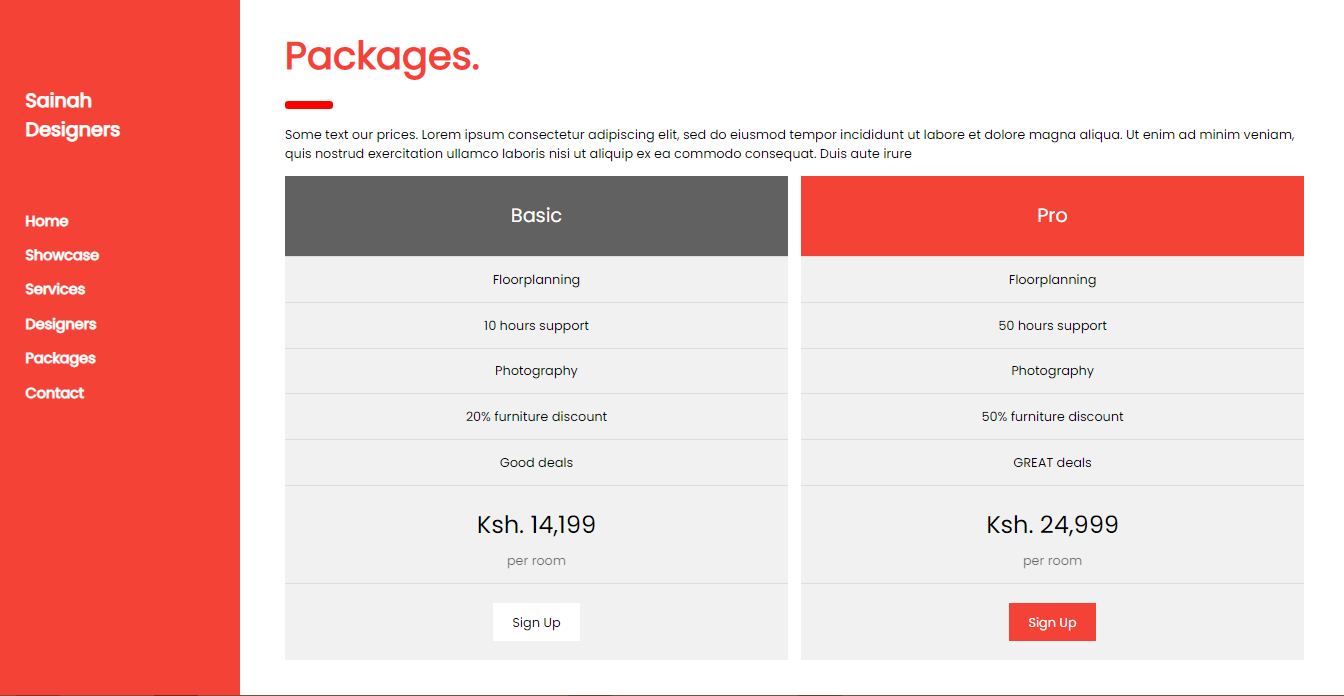 Sainah
Designers
Home
Showcase
Services
Designers
Packages
Contact
Packages.
Some text our prices. Lorem ipsum consectetur adipiscing elit, sed do eiusmod tempor incididunt ut labore et dolore magna aliqua. Ut enim ad minim veniam,
quis nostrud exercitation ullamco laboris nisi ut aliquip ex ea commodo consequat. Duis aute irure
Basic
Floorplanning
10 hours support
Photography
20% furniture discount
Good deals
Ksh. 14,199
per room
Sign Up
Pro
Floorplanning
50 hours support
Photography
50% furniture discount
GREAT deals
Ksh. 24,999
per room
Sign Up